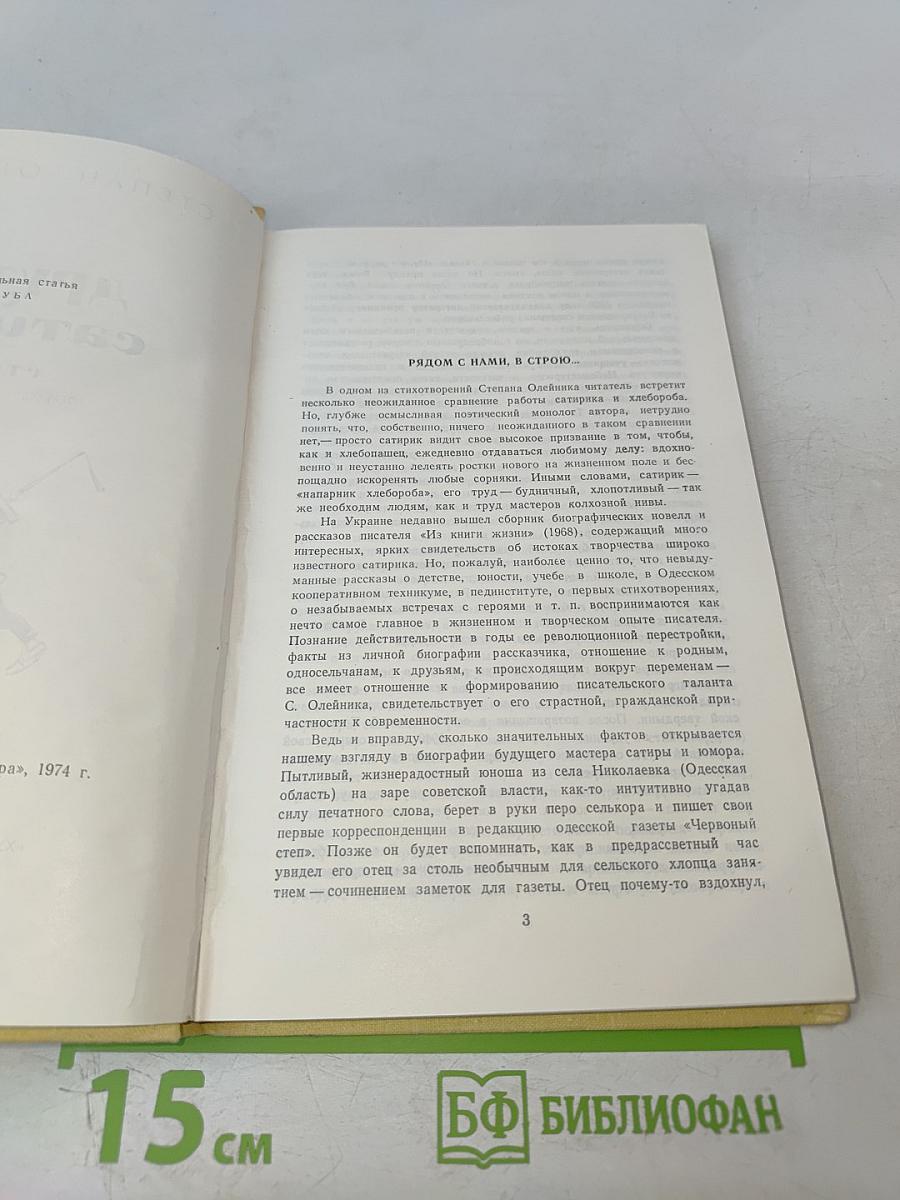 льная статья
УБА
ра», 1974 г.
РЯДОМ С НАМИ, В СТРОЮ...
В одном из стихотворений Степана Олейника читатель встретит
несколько неожиданное сравнение работы сатирика и хлебороба.
Но, глубже осмысливая поэтический монолог автора, нетрудно
понять, что, собственно, ничего неожиданного в таком сравнении
нет,— просто сатирик видит свое высокое призвание в том, чтобы,
как и хлебопашец, ежедневно отдаваться любимому делу: вдохно-
венно и неустанно лелеять ростки нового на жизненном поле и бес-
пощадно искоренять любые сорняки. Иными словами, сатирик —
«напарник хлебороба», его труд — будничный, хлопотливый — так
же необходим людям, как и труд мастеров колхозной нивы.
На Украине недавно вышел сборник биографических новелл и
рассказов писателя «Из книги жизни» (1968), содержащий много
интересных, ярких свидетельств об истоках творчества широко
известного сатирика. Но, пожалуй, наиболее ценно то, что невыду-
манные рассказы о детстве, юности, учебе в школе, в Одесском
кооперативном техникуме, в пединституте, о первых стихотворениях,
о незабываемых встречах с героями и т. п. воспринимаются как
нечто самое главное в жизненном и творческом опыте писателя.
Познание действительности в годы ее революционной перестройки,
факты из личной биографии рассказчика, отношение к родным,
односельчанам, к друзьям, к происходящим вокруг переменам —
все имеет отношение к формированию писательского таланта
С. Олейника, свидетельствует о его страстной, гражданской при-
частности к современности.
Ведь и вправду, сколько значительных фактов открывается
нашему взгляду в биографии будущего мастера сатиры и юмора.
Пытливый, жизнерадостный юноша из села Николаевка (Одесская
область) на заре советской власти, как-то интуитивно угадав
силу печатного слова, берет в руки перо селькора и пишет свои
первые корреспонденции в редакцию одесской газеты «Червоный
степ». Позже он будет вспоминать, как в предрассветный час
увидел его отец за столь необычным для сельского хлопца заня-
тием — сочинением заметок для газеты. Отец почему-то вздохнул,
3
15 см
БФ БИБЛИОФАН